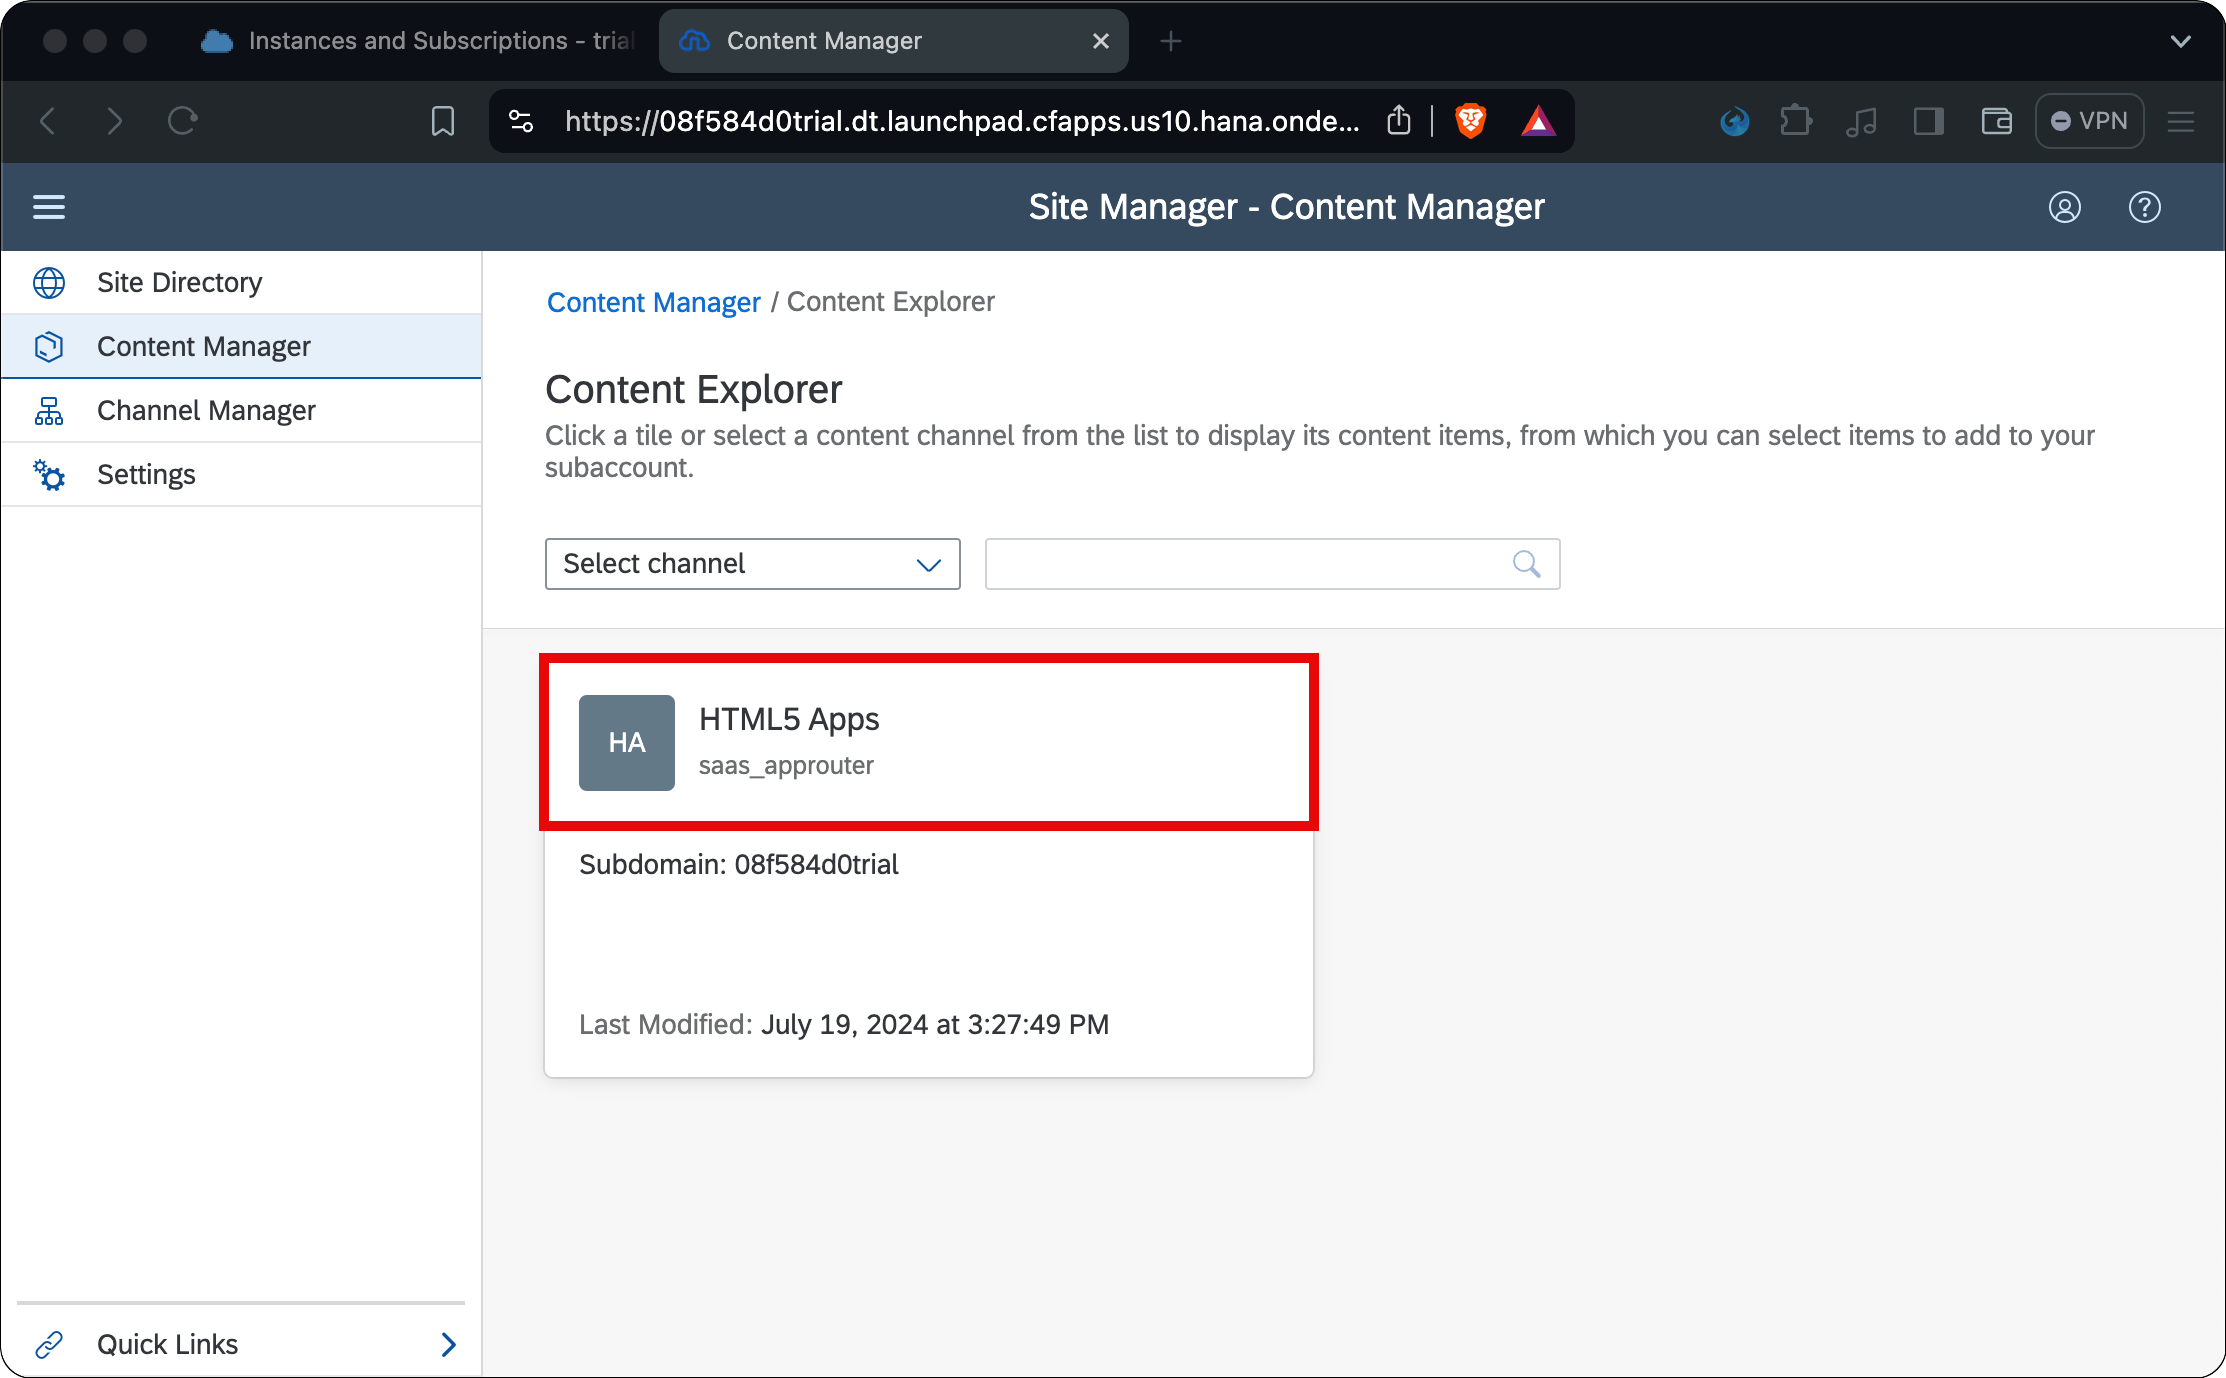 Instances and Subscriptions - trial
Content Manager
https://08f584d0trial.dt.launchpad.cfapps.us10.hana.onde...
VPN
Site Manager - Content Manager
Site Directory
Content Manager
Channel Manager
Settings
Quick Links
Content Manager / Content Explorer
Content Explorer
Click a tile or select a content channel from the list to display its content items, from which you can select items to add to your
subaccount.
Select channel
HA
HTML5 Apps
saas_approuter
Subdomain: 08f584d0trial
Last Modified: July 19, 2024 at 3:27:49 PM